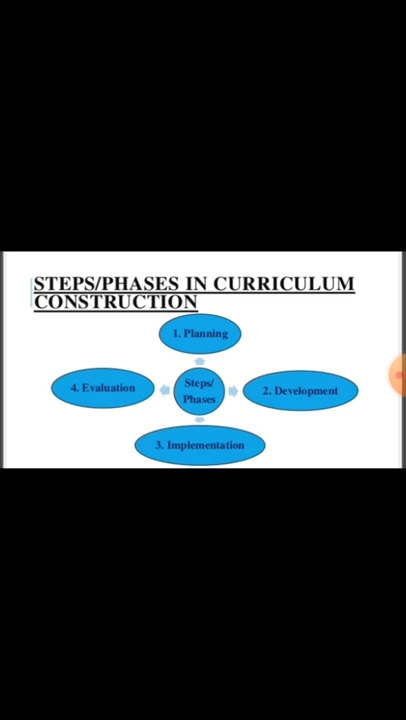 STEPS/PHASES IN CURRICULUM
CONSTRUCTION
1. Planning
4. Evaluation
Steps/
Phases
2. Development
3. Implementation